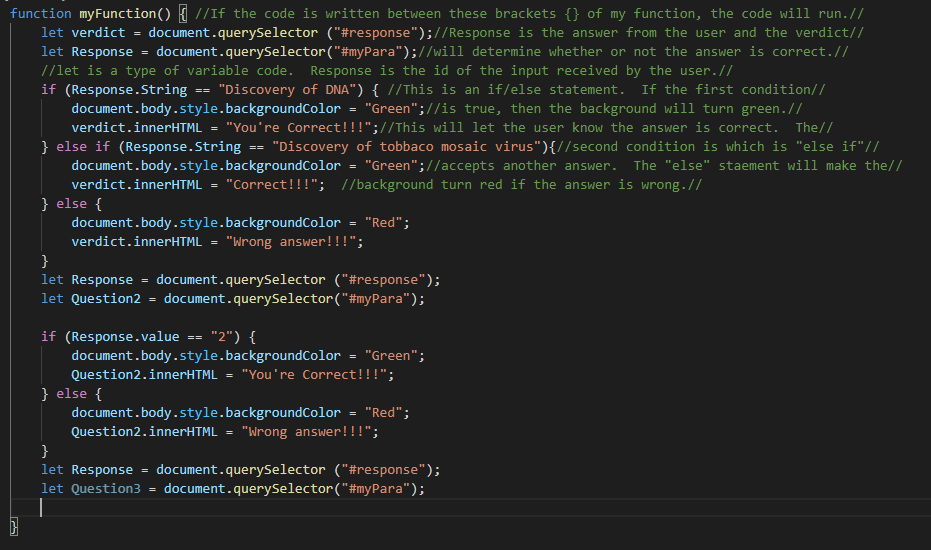 function myFunction() { //If the code is written between these brackets {} of my function, the code will run.//
let verdict = document.querySelector ("#response");//Response is the answer from the user and the verdict//
let Response = document.querySelector("#myPara");//will determine whether or not the answer is correct.//
//let is a type of variable code.  Response is the id of the input received by the user.//
if (Response.String == "Discovery of DNA") { //This is an if/else statement.  If the first condition//
document.body.style.backgroundColor = "Green";//is true, then the background will turn green.//
verdict.innerHTML = "You're Correct!!!";//This will let the user know the answer is correct.  The//
} else if (Response.String == "Discovery of tobbaco mosaic virus"){//second condition is which is "else if"//
document.body.style.backgroundColor = "Green";//accepts another answer.  The "else" staement will make the//
verdict.innerHTML = "Correct!!!";  //background turn red if the answer is wrong.//
} else {
document.body.style.backgroundColor = "Red";
verdict.innerHTML = "Wrong answer!!!";
}
let Response = document.querySelector ("#response");
let Question2 = document.querySelector("#myPara");
if (Response.value == "2") {
document.body.style.backgroundColor = "Green";
Question2.innerHTML = "You're Correct!!!";
} else {
document.body.style.backgroundColor = "Red";
Question2.innerHTML = "Wrong answer!!!";
}
let Response = document.querySelector ("#response");
let Question3 = document.querySelector("#myPara");
}